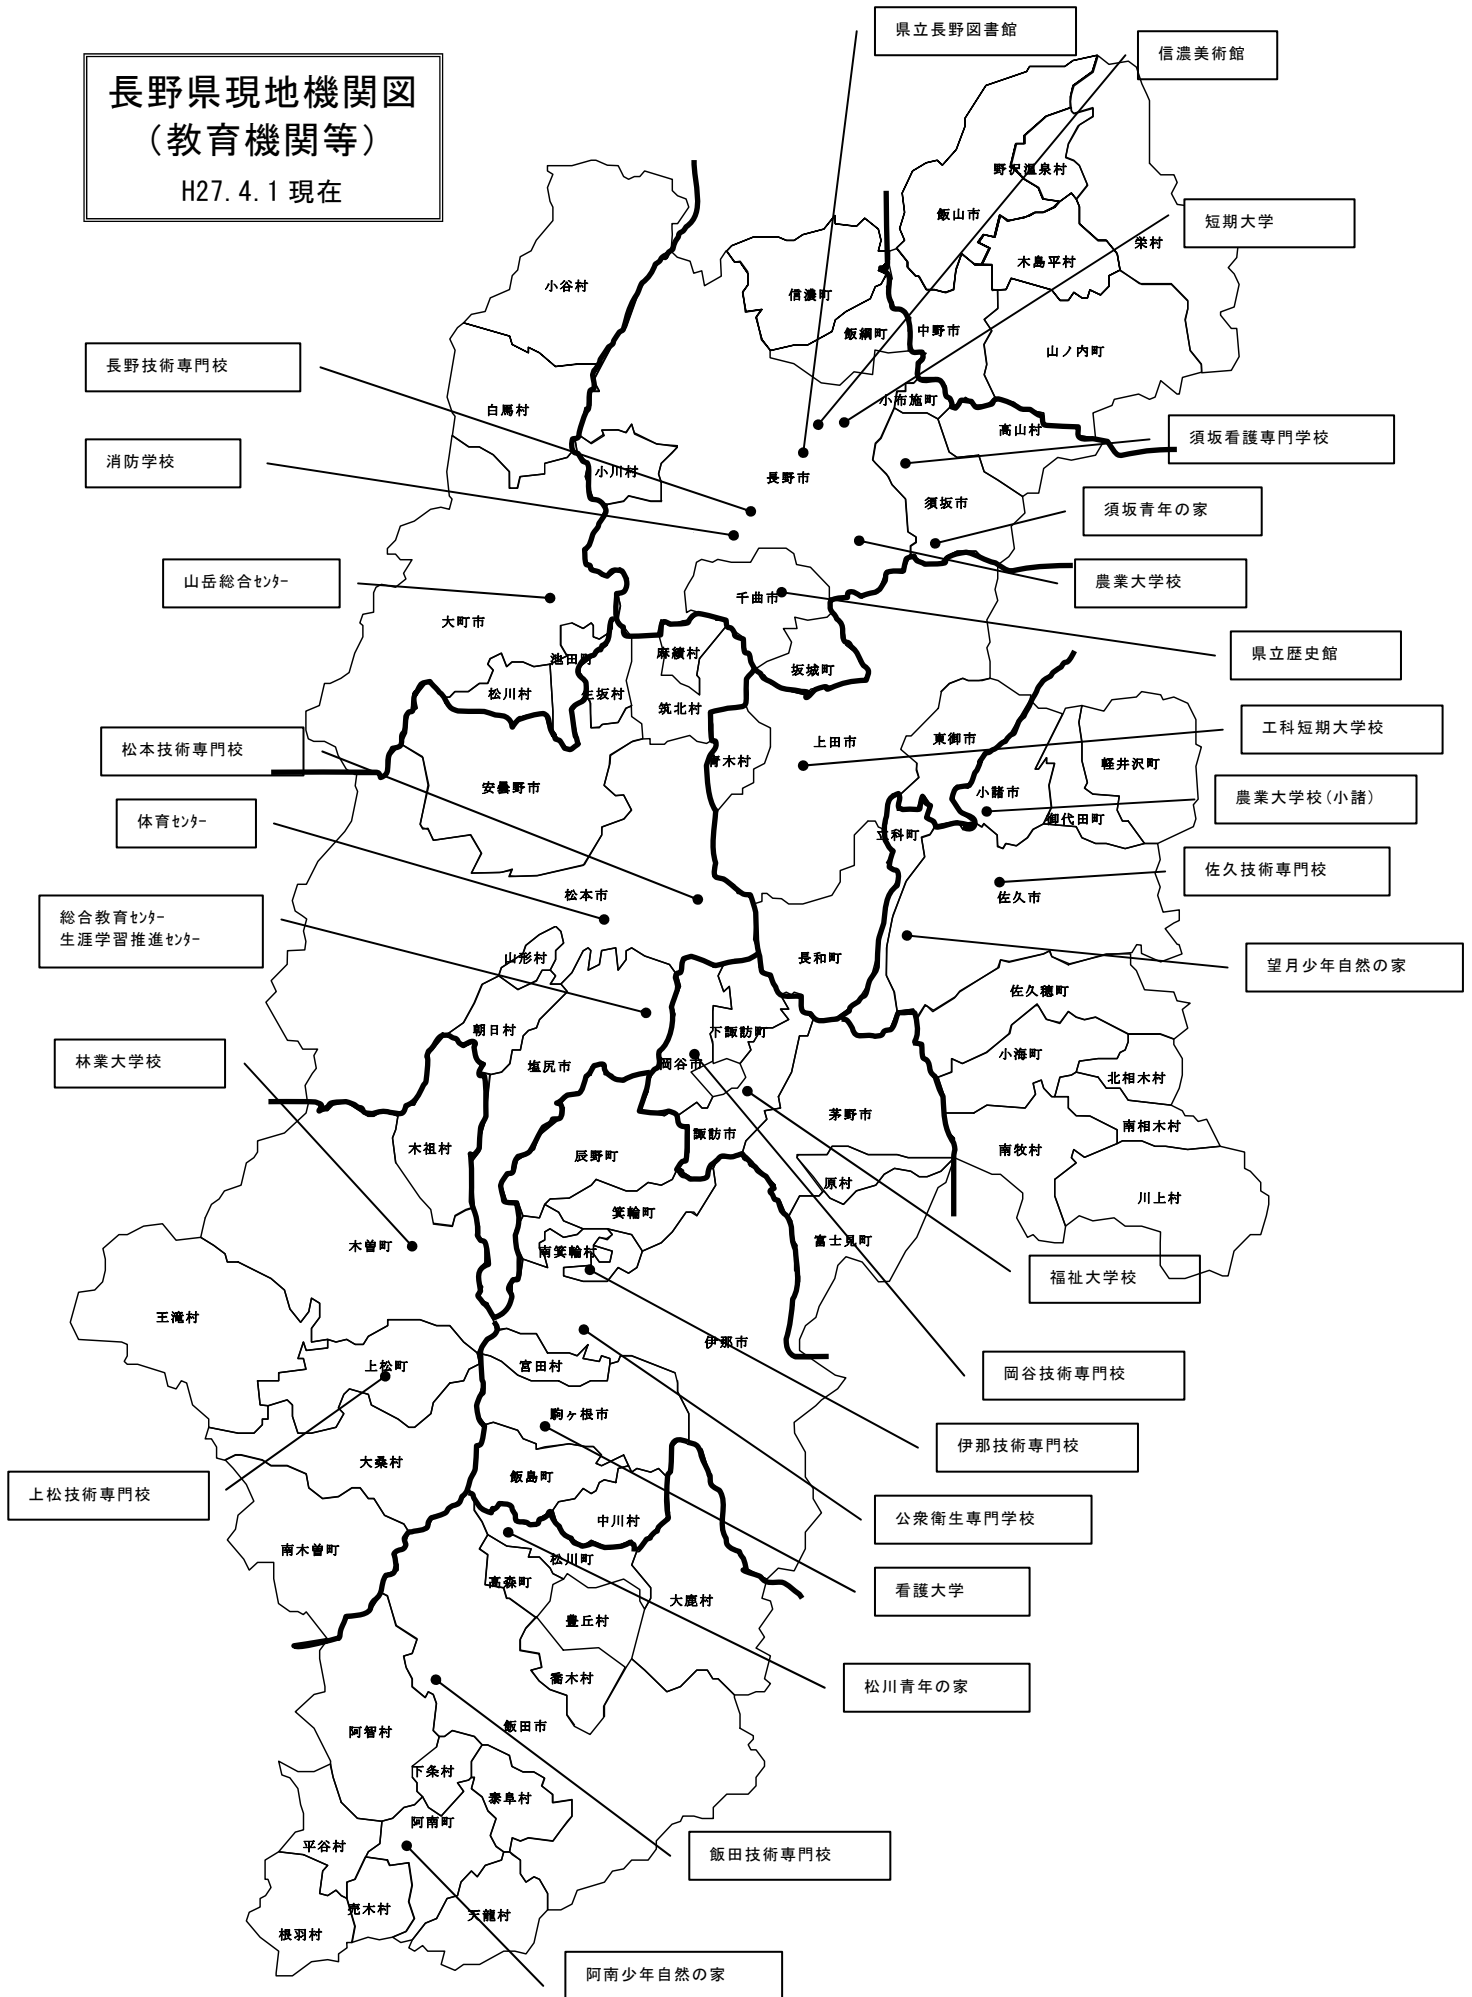 長野県現地機関図
（教育機関等）
H27.4.1現在
県立長野図書館
信濃美術館
野沢温泉村
飯山市
短期大学
栄村
木島平村
小谷村
信濃町
飯綱町
中野市
山ノ内町
長野技術専門校
白馬村
小布施町
高山村
須坂看護専門学校
消防学校
小川村
長野市
須坂市
須坂青年の家
山岳総合センター
農業大学校
千曲市
大町市
池田町
麻績村
県立歴史館
坂城町
松川村
生坂村
筑北村
工科短期大学校
松本技術専門校
青木村
上田市
東御市
軽井沢町
安曇野市
小諸市
農業大学校(小諸)
体育センター
立科町
御代田町
佐久技術専門校
松本市
佐久市
総合教育センター
生涯学習推進センター
山形村
長和町
望月少年自然の家
佐久穂町
朝日村
下諏訪町
林業大学校
塩尻市
岡谷市
小海町
北相木村
茅野市
南相木村
木祖村
諏訪市
南牧村
辰野町
原村
川上村
箕輪町
木曽町
南箕輪村
富士見町
福祉大学校
王滝村
伊那市
上松町
宮田村
岡谷技術専門校
駒ヶ根市
伊那技術専門校
大桑村
飯島町
上松技術専門校
中川村
公衆衛生専門学校
南木曽町
松川町
高森町
大鹿村
看護大学
豊丘村
喬木村
松川青年の家
阿智村
飯田市
下条村
泰阜村
阿南町
平谷村
飯田技術専門校
売木村
天龍村
根羽村
阿南少年自然の家